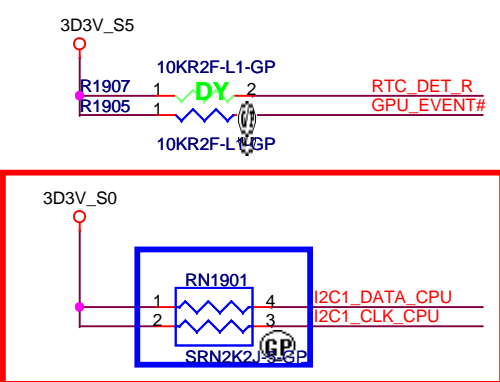 3D3V_S5
10KR2F-L1-GP
R1907 1 DY 2 RTC_DET_R
R1905 1 GPU_EVENT#
10KR2F-L1-GP
3D3V_S0
RN1901
1 4 I2C1_DATA_CPU
2 3 I2C1_CLK_CPU
GP
SRN2K2J-5-GP